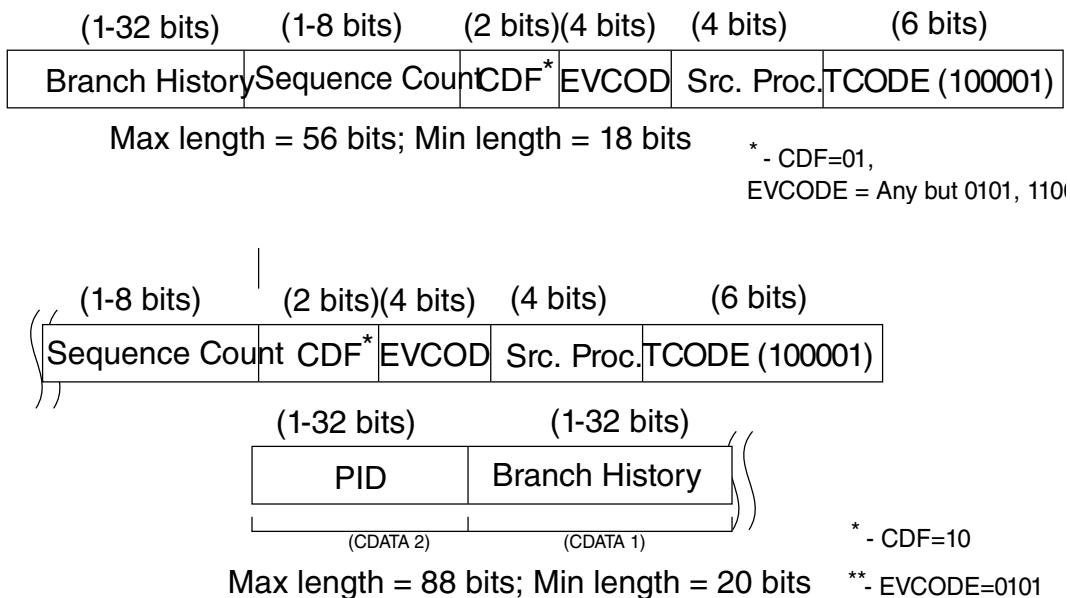 (1-32 bits) (1-8 bits) (2 bits) (4 bits) (4 bits) (6 bits)
Branch History Sequence Count CDF* EVCOD Src. Proc. TCODE (100001)
Max length = 56 bits; Min length = 18 bits
* - CDF=01,
EVCODE = Any but 0101, 110
(1-8 bits) (2 bits) (4 bits) (4 bits) (6 bits)
Sequence Count CDF* EVCOD Src. Proc. TCODE (100001)
(1-32 bits) (1-32 bits)
PID Branch History
(CDATA 2) (CDATA 1)
* - CDF=10
Max length = 88 bits; Min length = 20 bits
**- EVCODE=0101